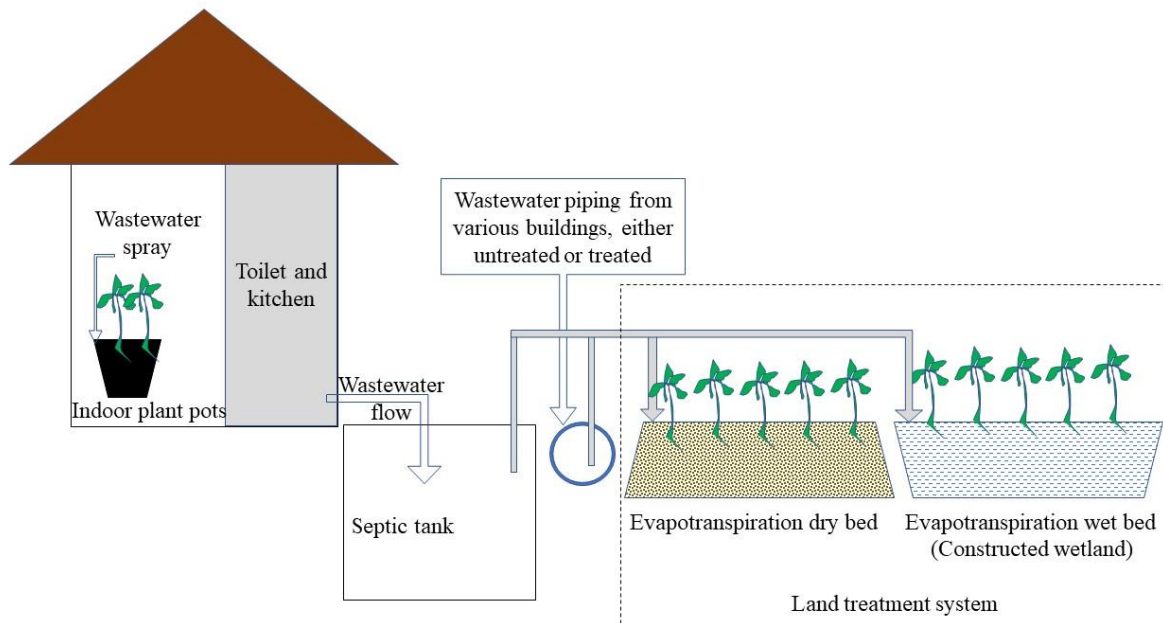 Wastewater
spray
Toilet and
kitchen
Indoor plant pots
Wastewater
flow
Septic tank
Wastewater piping from
various buildings, either
untreated or treated
Evapotranspiration dry bed
Evapotranspiration wet bed
(Constructed wetland)
Land treatment system